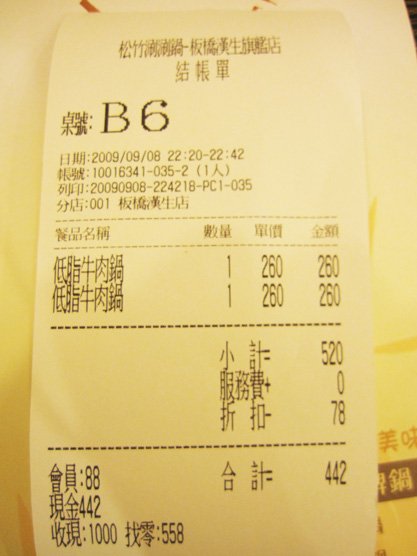 松竹涮涮鍋-板橋漢生旗艦店
結帳單
桌號: B6
日期:2009/09/08 22:20-22:42
帳號:10016341-035-2 (1人)
列印:20090908-224218-PC1-035
分店:001 板橋漢生店
餐品名稱 數量 單價 金額
低脂牛肉鍋 1 260 260
低脂牛肉鍋 1 260 260
小 計= 520
服務費+ 0
折 扣- 78
會員:88 合 計= 442
現金442
收現:1000 找零:558
美味
鍋